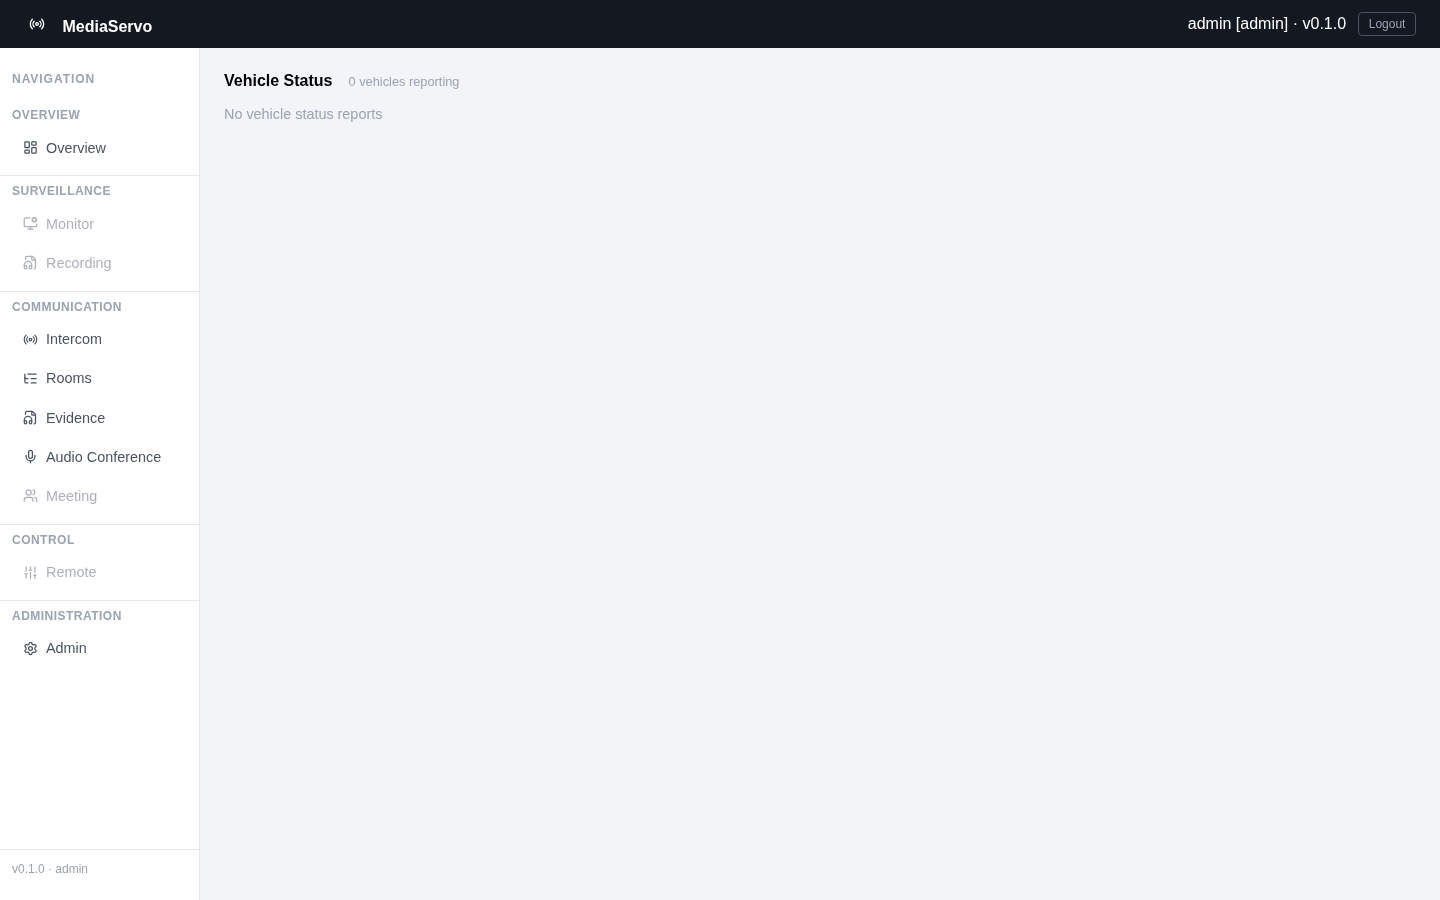 MediaServo
admin [admin] · v0.1.0
Logout
NAVIGATION
OVERVIEW
Overview
SURVEILLANCE
Monitor
Recording
COMMUNICATION
Intercom
Rooms
Evidence
Audio Conference
Meeting
CONTROL
Remote
ADMINISTRATION
Admin
v0.1.0 · admin
Vehicle Status
0 vehicles reporting
No vehicle status reports